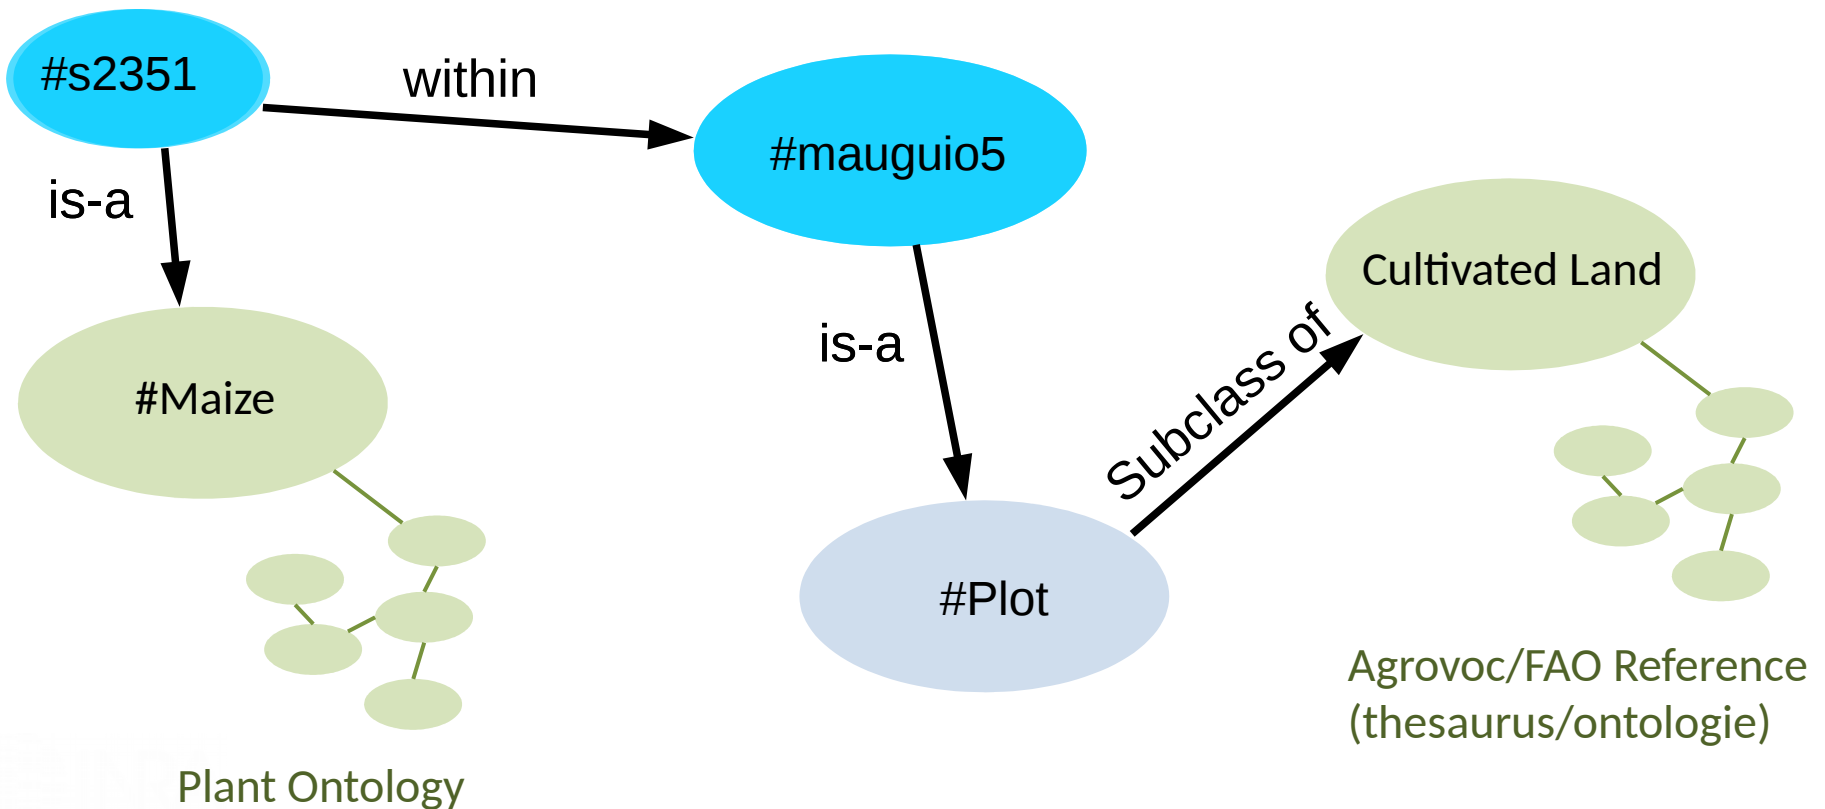 #s2351
within
#mauguio5
is-a
Cultivated Land
is-a
Subclass of
#Maize
#Plot
Agrovoc/FAO Reference
(thesaurus/ontologie)
Plant Ontology